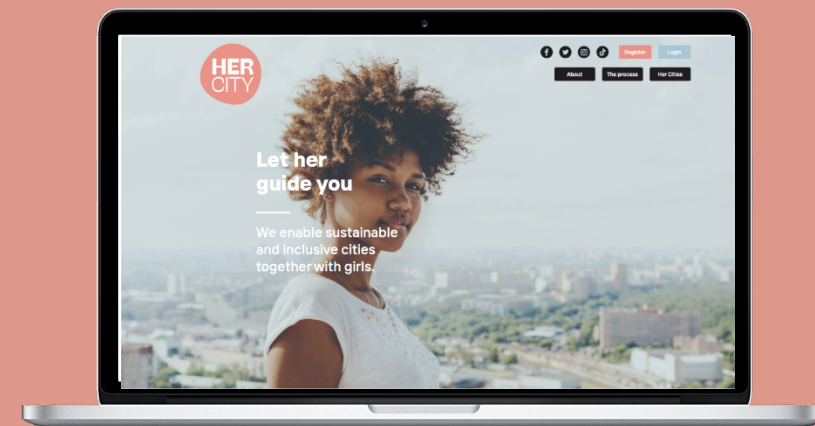 HER
CITY
Register
Login
About
The process
Her Cities
Let her
guide you
We enable sustainable
and inclusive cities
together with girls.